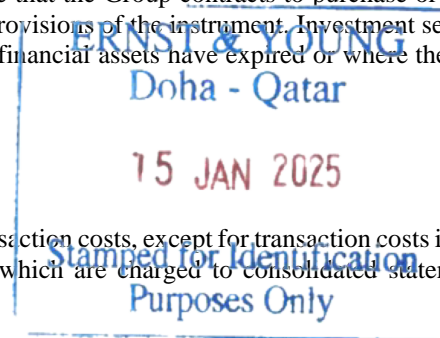 e that the Group contracts to purchase or
rovisions of the instrument. Investment se
ERNST & YOUNG
financial assets have expired or where the
Doha - Qatar
15 JAN 2025
saction costs, except for transaction costs i
Stamped for Identification
which are charged to consolidated state
Purposes Only